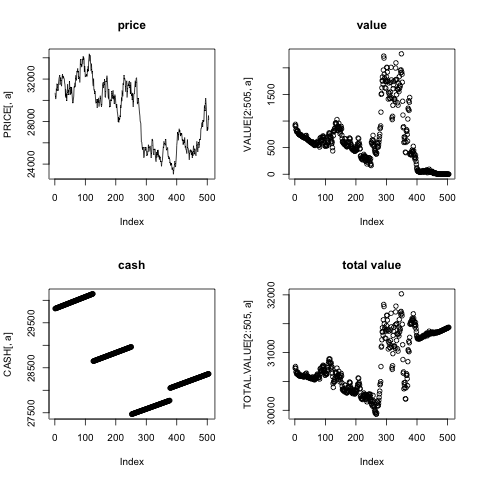 price
PRICE[, a]
24000 28000 32000
0 100 200 300 400 500
Index
value
VALUE[2:505, a]
0 500 1500
0 100 200 300 400 500
Index
cash
CASH[, a]
27500 28500 29500
0 100 200 300 400 500
Index
total value
TOTAL.VALUE[2:505, a]
30000 31000 32000
0 100 200 300 400 500
Index